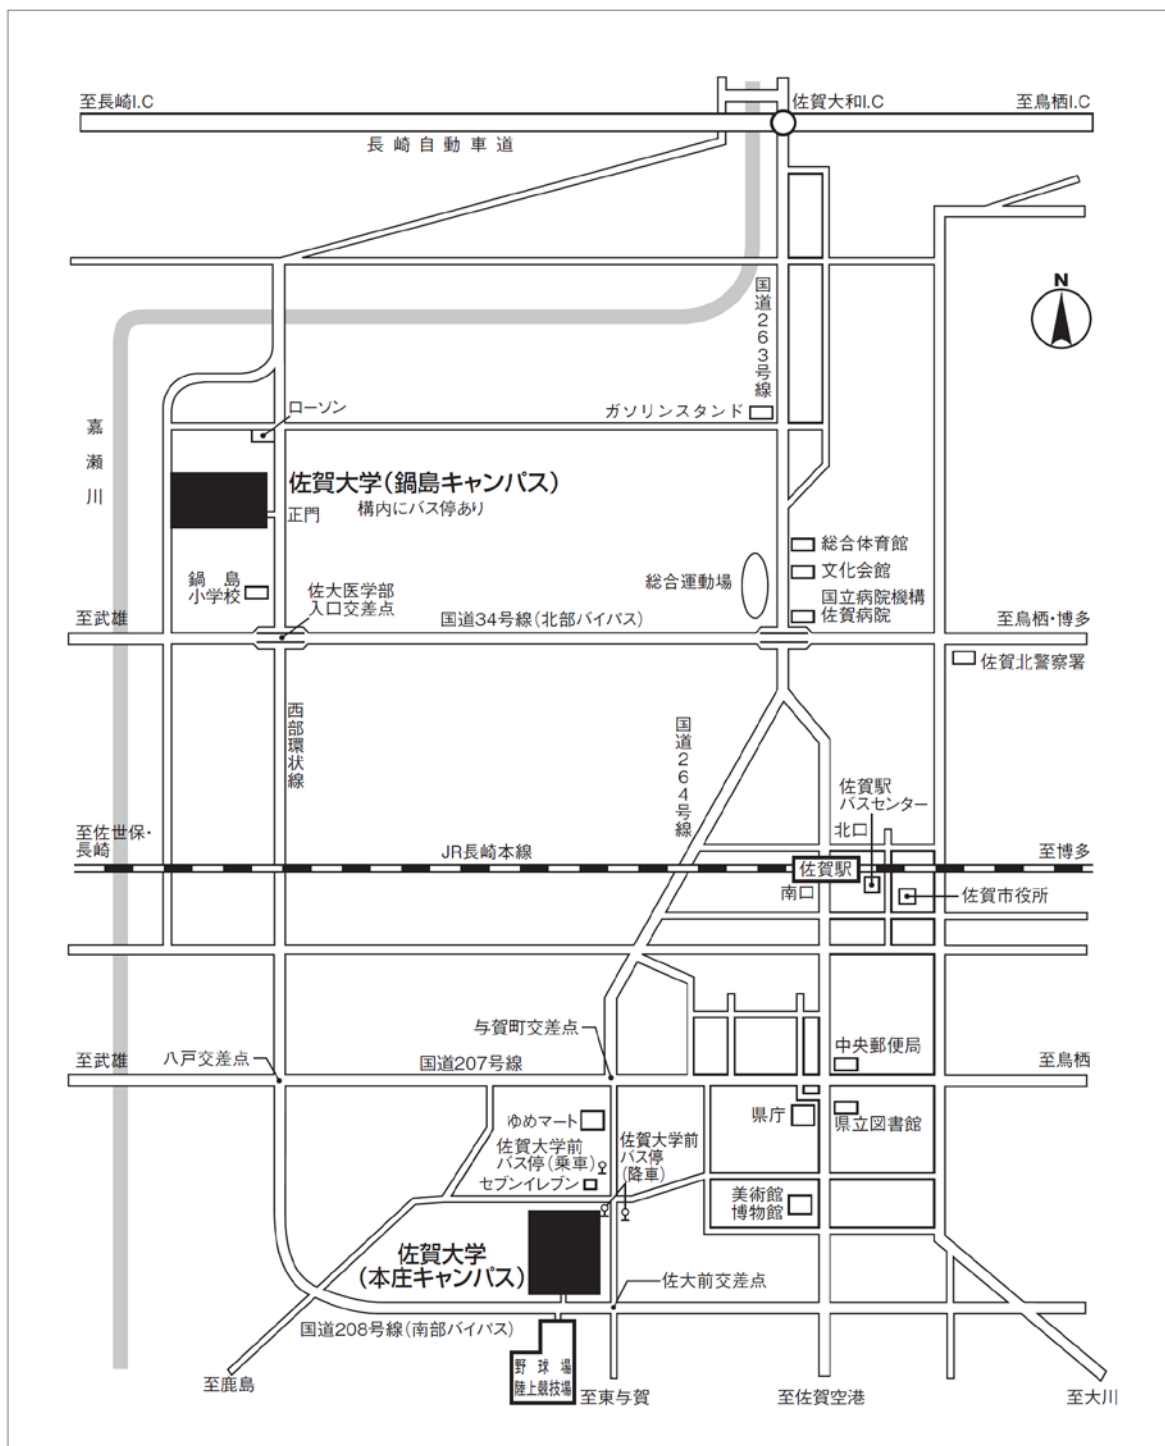 至長崎I.C
佐賀大和I.C
至鳥栖I.C
長崎自動車道
N
国道263号線
ローソン
ガソリンスタンド
嘉瀬川
佐賀大学(鍋島キャンパス)
正門
構内にバス停あり
総合体育館
文化会館
総合運動場
国立病院機構
佐賀病院
鍋島
小学校
佐大医学部
入口交差点
至武雄
国道34号線(北部バイパス)
至鳥栖・博多
佐賀北警察署
西部環状線
国道264号線
佐賀駅
バスセンター
北口
至佐世保・
長崎
JR長崎本線
佐賀駅
至博多
南口
佐賀市役所
与賀町交差点
中央郵便局
至武雄
八戸交差点
国道207号線
至鳥栖
ゆめマート
県庁
県立図書館
佐賀大学前
バス停(乗車)
佐賀大学前
バス停
(降車)
セブンイレブン
美術館
博物館
佐賀大学
(本庄キャンパス)
佐大前交差点
国道208号線(南部バイパス)
野球場
陸上競技場
至鹿島
至東与賀
至佐賀空港
至大川